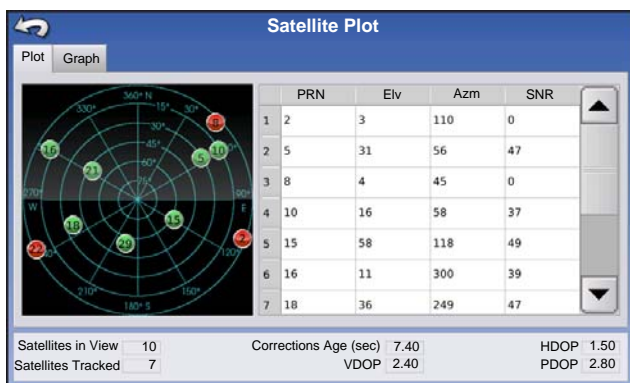 Satellite Plot
Plot Graph
360° N
330° 15° 30°
30°
8
45°
16 5 10
60°
21
75°
270° 90°
W E
15
18
2
29
22 40° 120°
210° 150°
180° S
PRN Elv Azm SNR
1 2 3 110 0
2 5 31 56 47
3 8 4 45 0
4 10 16 58 37
5 15 58 118 49
6 16 11 300 39
7 18 36 249 47
Satellites in View 10 Corrections Age (sec) 7.40 HDOP 1.50
Satellites Tracked 7 VDOP 2.40 PDOP 2.80